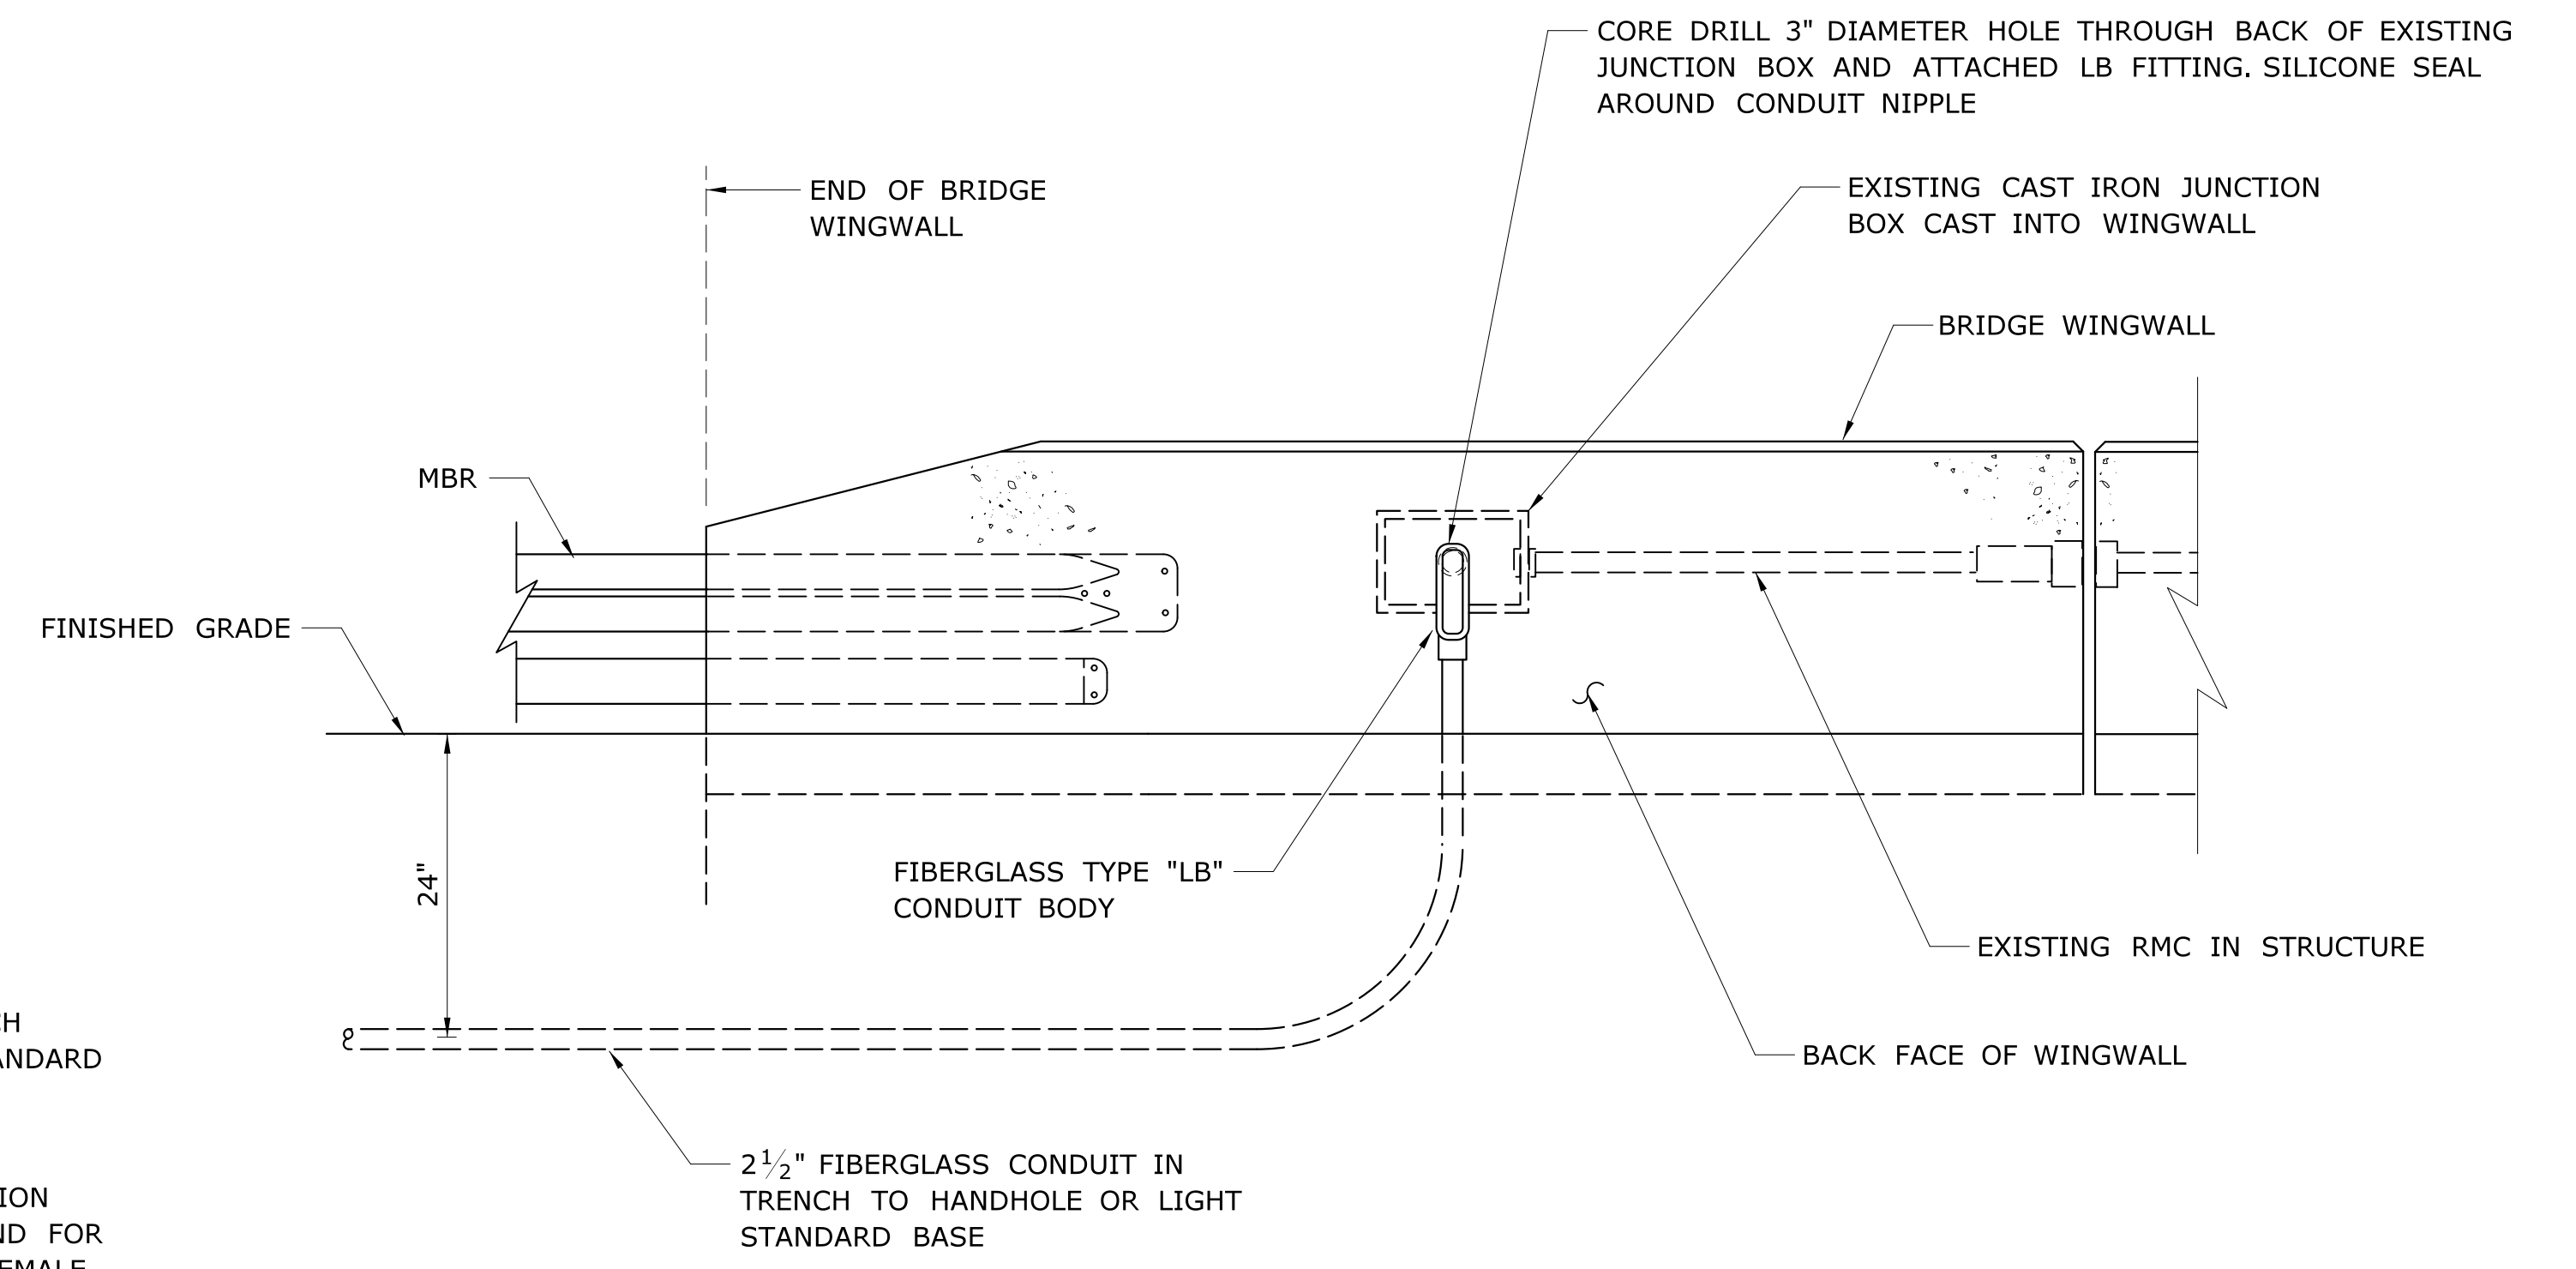 CORE DRILL 3" DIAMETER HOLE THROUGH BACK OF EXISTING
JUNCTION BOX AND ATTACHED LB FITTING. SILICONE SEAL
AROUND CONDUIT NIPPLE
END OF BRIDGE
WINGWALL
EXISTING CAST IRON JUNCTION
BOX CAST INTO WINGWALL
BRIDGE WINGWALL
MBR
FINISHED GRADE
24"
FIBERGLASS TYPE "LB"
CONDUIT BODY
EXISTING RMC IN STRUCTURE
BACK FACE OF WINGWALL
2 1/2" FIBERGLASS CONDUIT IN
TRENCH TO HANDHOLE OR LIGHT
STANDARD BASE
FOR